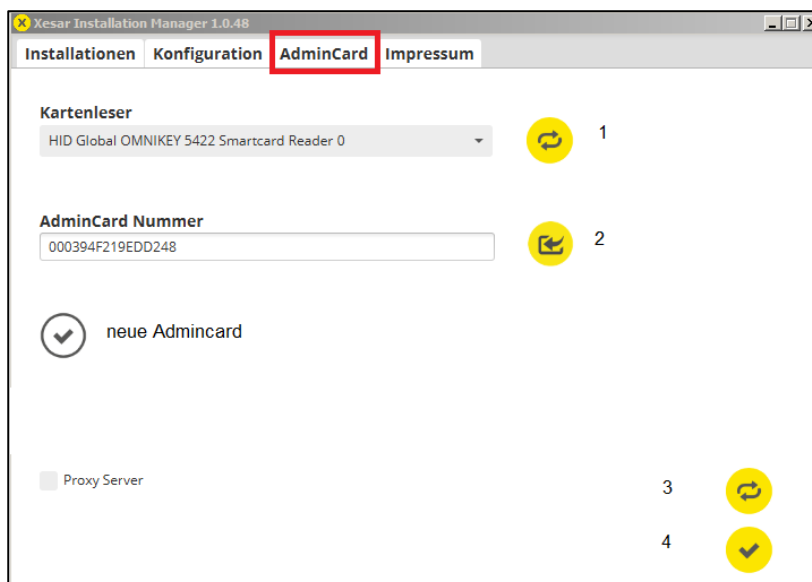 Xesar Installation Manager 1.0.48
Installationen Konfiguration AdminCard Impressum
Kartenleser
HID Global OMNIKEY 5422 Smartcard Reader 0
1
AdminCard Nummer
000394F219EDD248
2
neue Admincard
Proxy Server
3
4